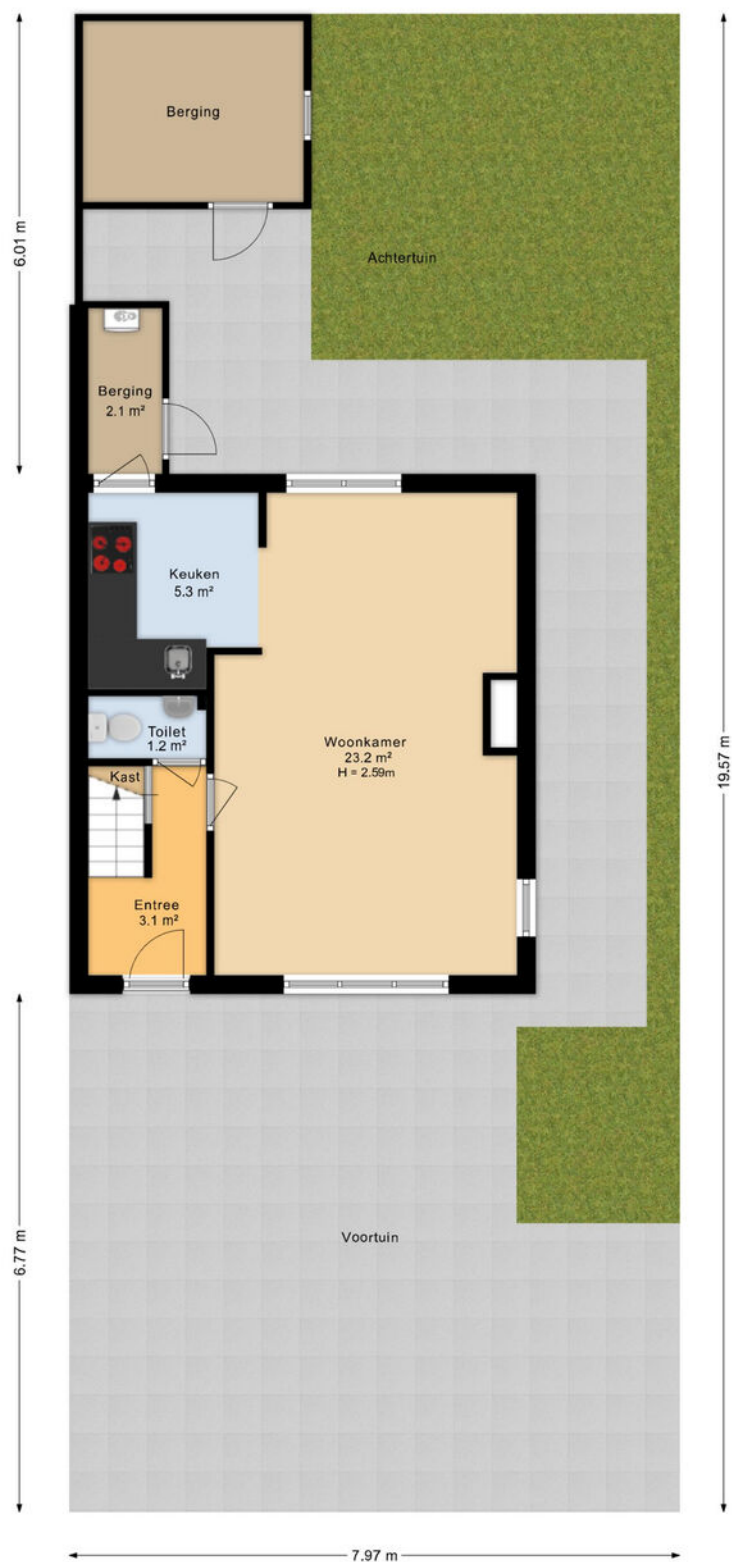 Berging
6.01 m
Achtertuin
Berging
2.1 m²
Keuken
5.3 m²
Toilet
1.2 m²
Woonkamer
23.2 m²
H = 2.59m
Kast
19.57 m
Entree
3.1 m²
6.77 m
Voortuin
7.97 m